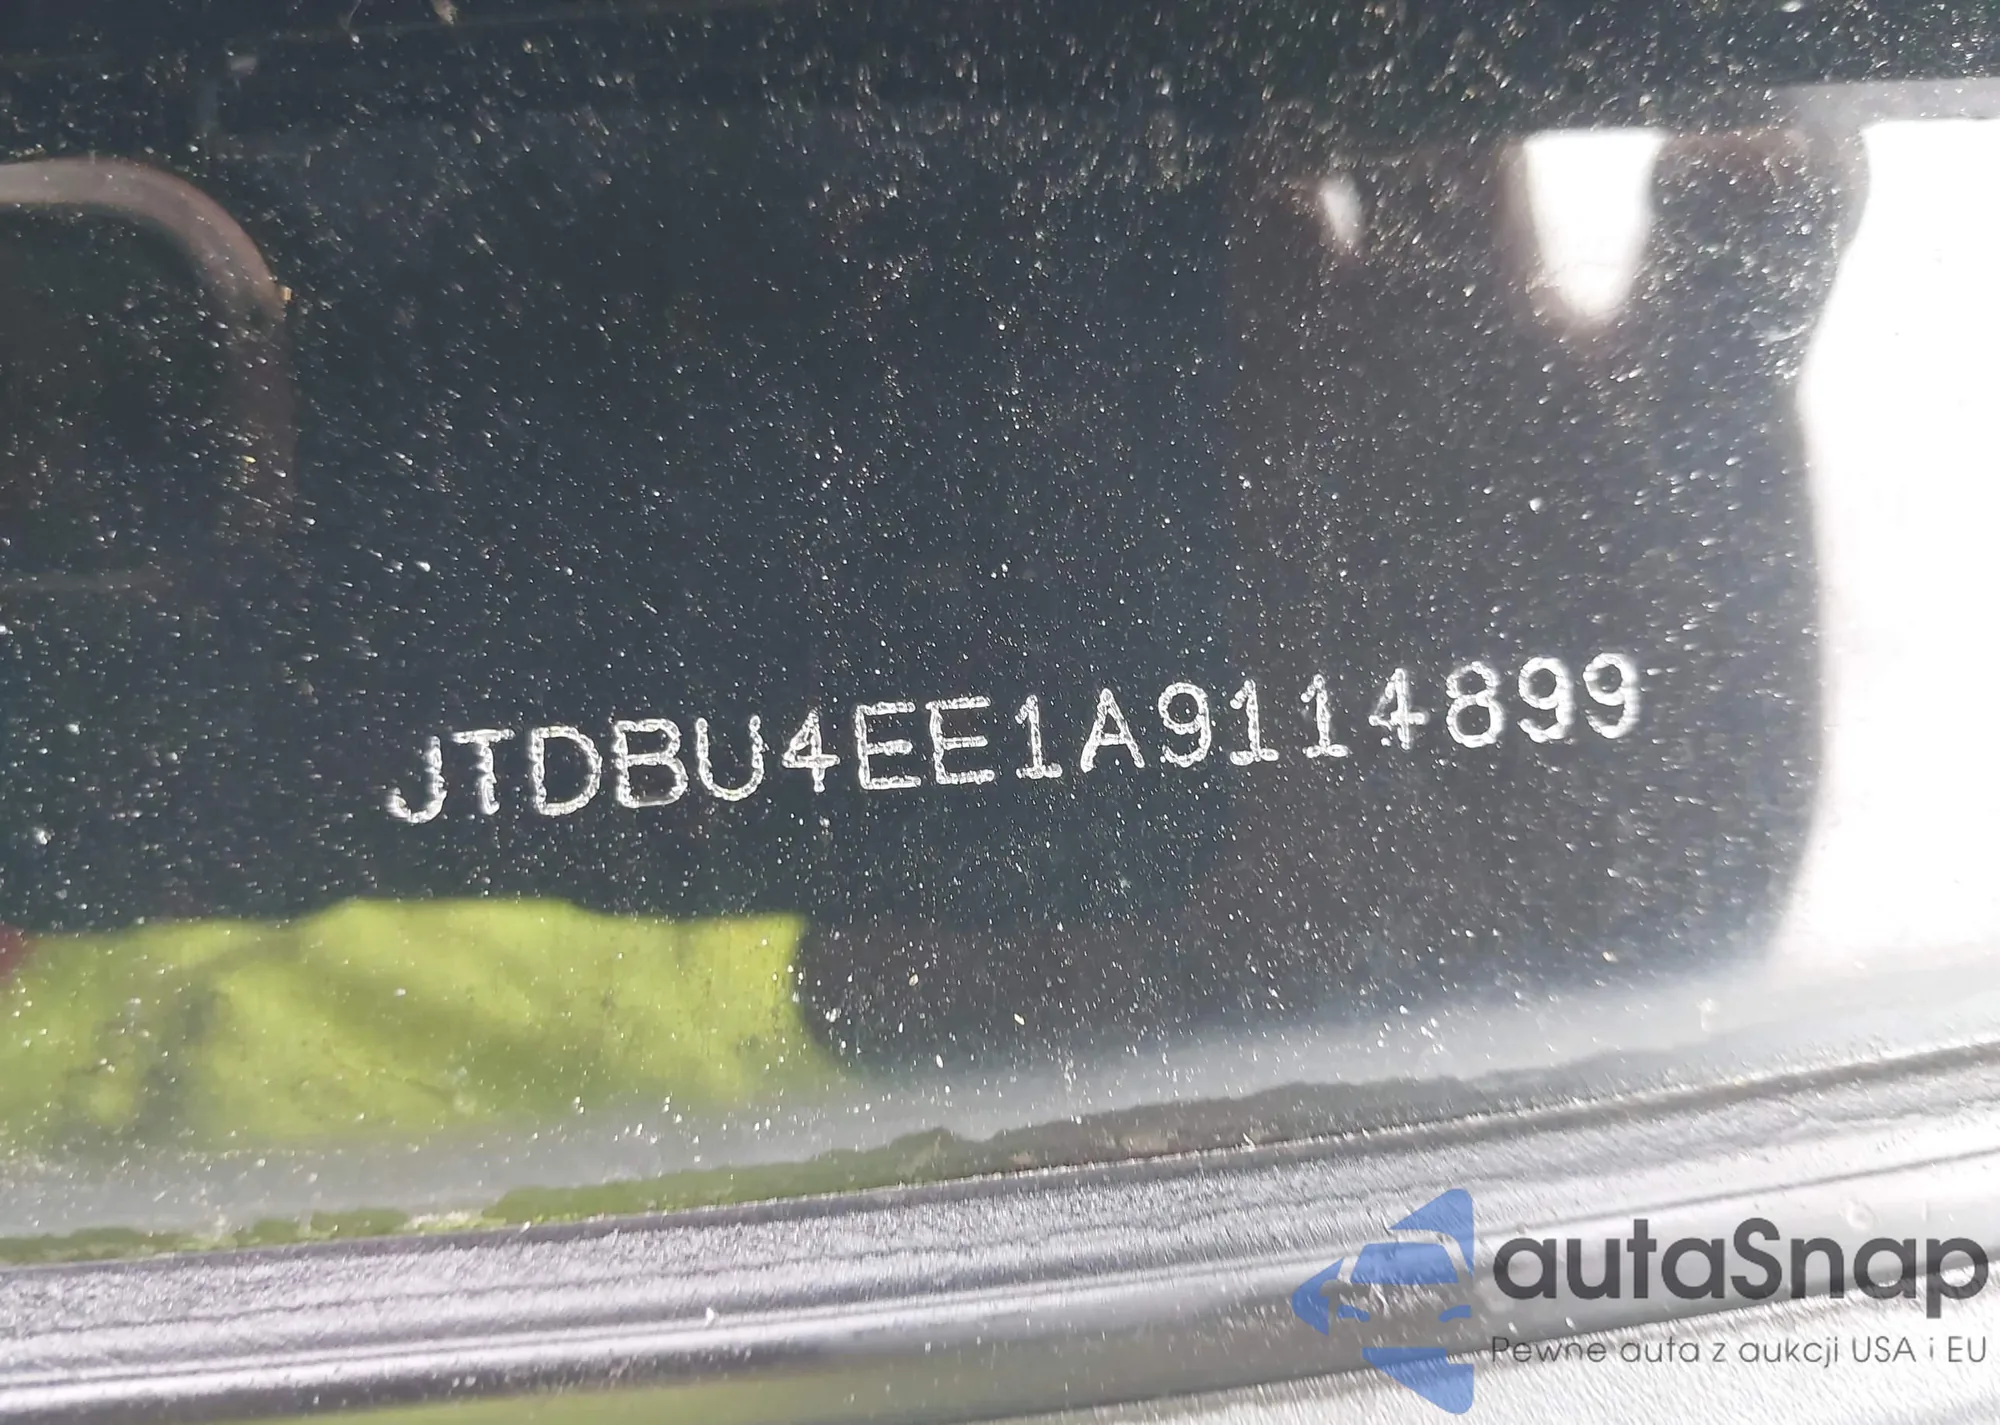 JTDBU4EE1A9114899
autaSnap
Pewne auta z aukcji USA i EU